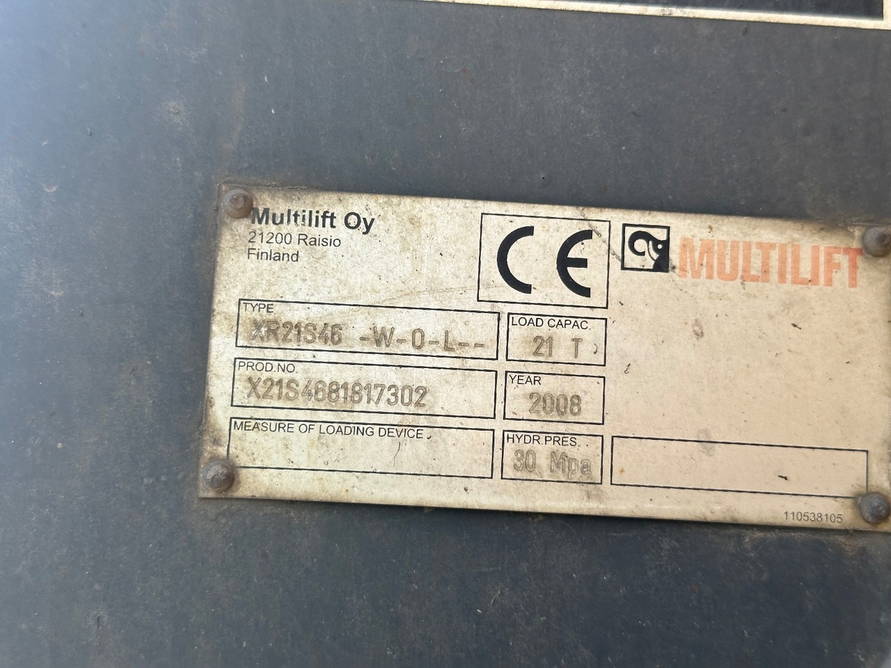 Multilift Oy
21200 Raisio
Finland
CE
MULTILIFT
TYPE
XR21S46 -W-0-L--
LOAD CAPAC.
21 T
PROD.NO.
X21S4681817302
YEAR
2008
MEASURE OF LOADING DEVICE
HYDR.PRES.
30 Mpa
110538105